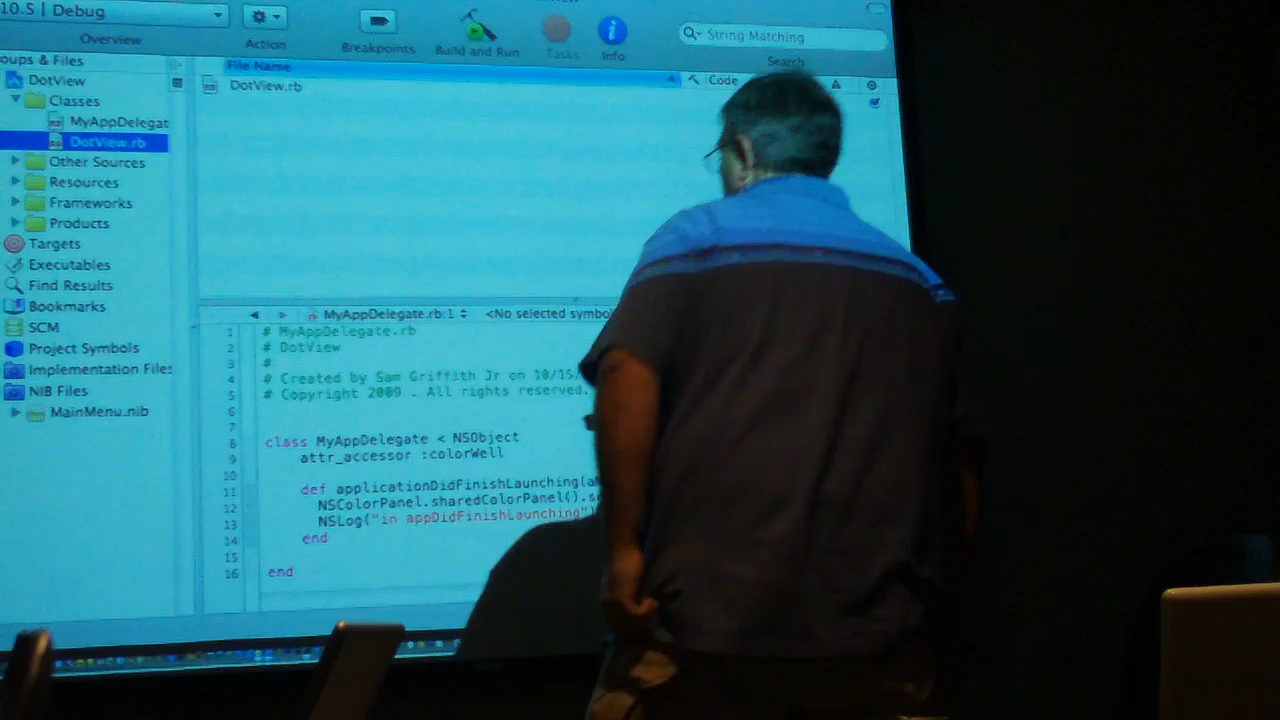 10.5 | Debug
Overview
Action
Breakpoints
Build and Run
Tasks
Info
String Matching
Search
oups & Files
File Name
Code
DotView
DotView.rb
Classes
MyAppDelegat
DotView.rb
Other Sources
Resources
Frameworks
Products
Targets
Executables
Find Results
Bookmarks
SCM
Project Symbols
Implementation Files
NIB Files
MainMenu.nib
MyAppDelegate.rb:1 <No selected symbo
1 # MyAppDelegate.rb
2 # DotView
3 #
4 # Created by Sam Griffith Jr on 10/15/
5 # Copyright 2009 . All rights reserved.
6
7
8 class MyAppDelegate < NSObject
9 attr_accessor :colorWell
10
11 def applicationDidFinishLaunching(a
12 NSColorPanel.sharedColorPanel().s
13 NSLog("in appDidFinishLaunching")
14 end
15
16 end